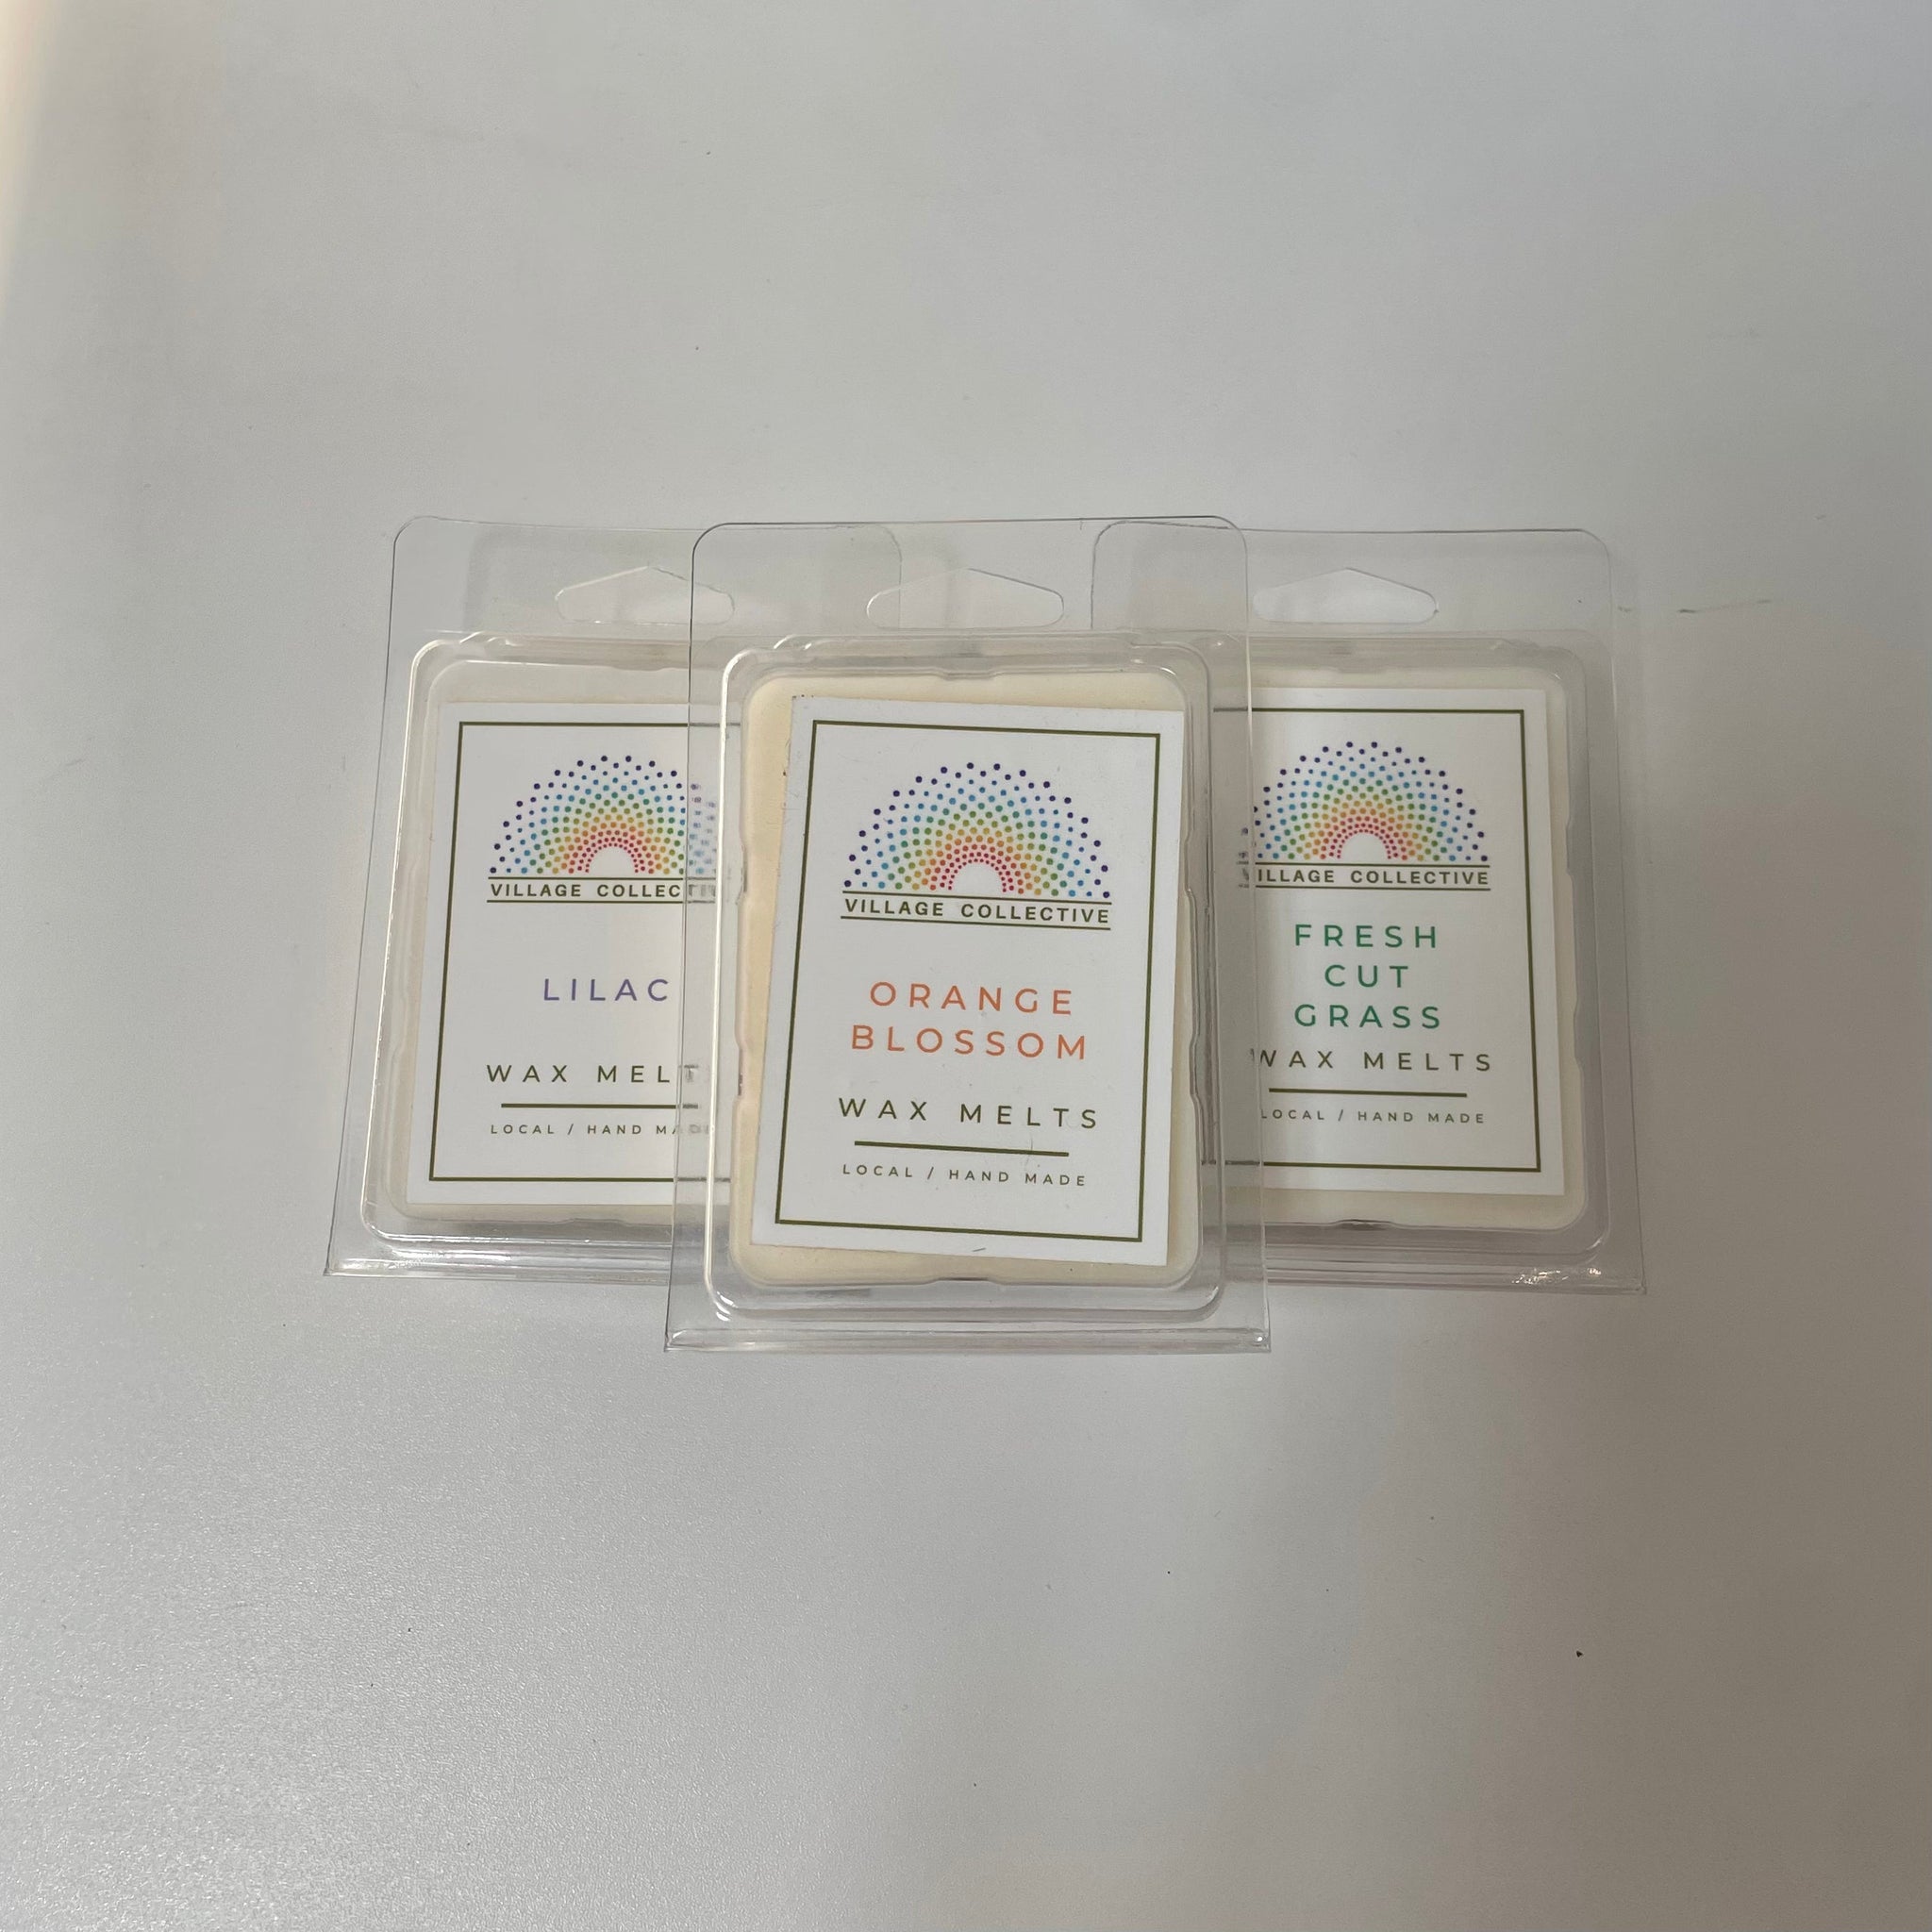 VILLAGE COLLECTIVE
LILAC
WAX MELT
LOCAL / HAND MADE
VILLAGE COLLECTIVE
ORANGE
BLOSSOM
WAX MELTS
LOCAL / HAND MADE
VILLAGE COLLECTIVE
FRESH
CUT
GRASS
WAX MELTS
LOCAL / HAND MADE